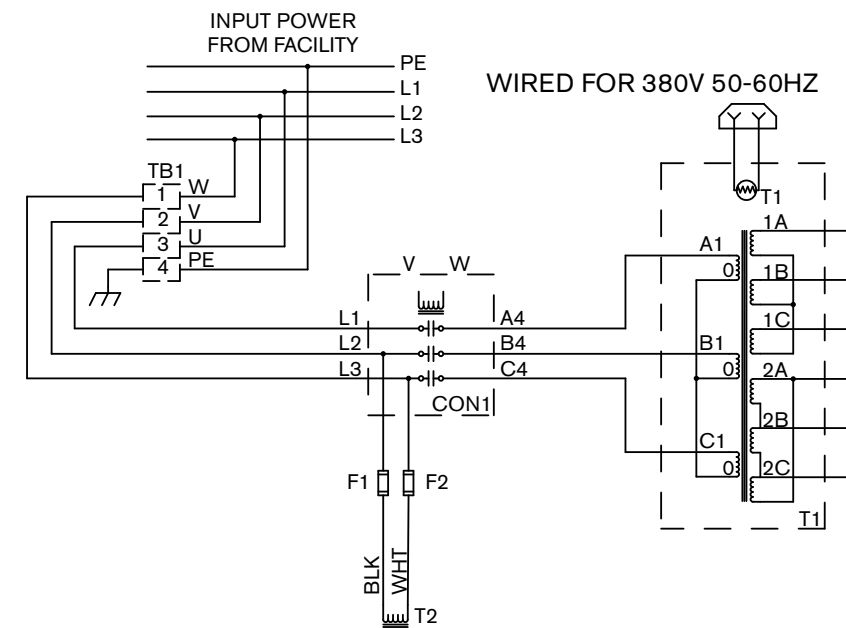 INPUT POWER
FROM FACILITY
PE
L1
L2
L3
WIRED FOR 380V 50-60HZ
TB1
1 W
2 V
3 U
4 PE
T1
1A
A1
0
1B
1C
V W
L1 A4
L2 B4
L3 C4
CON1
B1
0
2A
2B
C1
0
2C
T1
F1 F2
BLK
WHT
T2